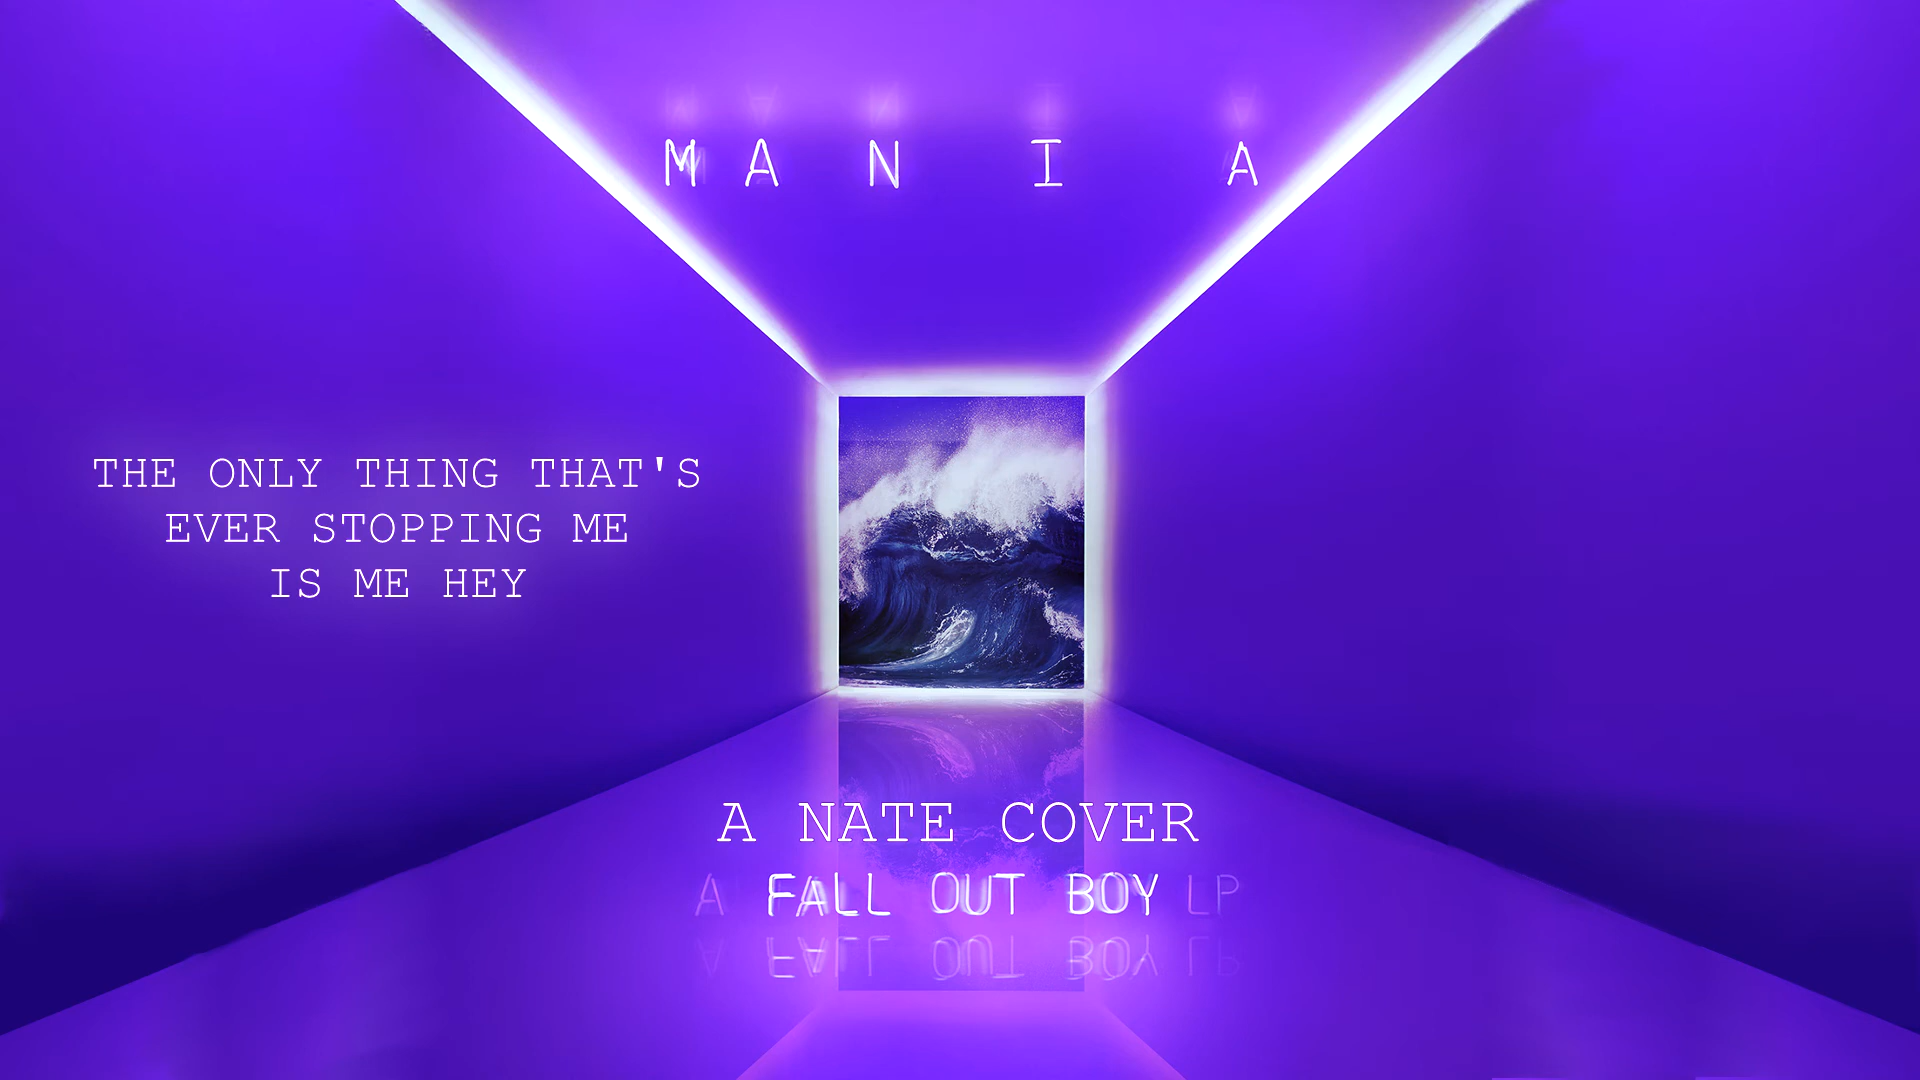 M A N I A
THE ONLY THING THAT'S
EVER STOPPING ME
IS ME HEY
A NATE COVER
A FALL OUT BOY LP